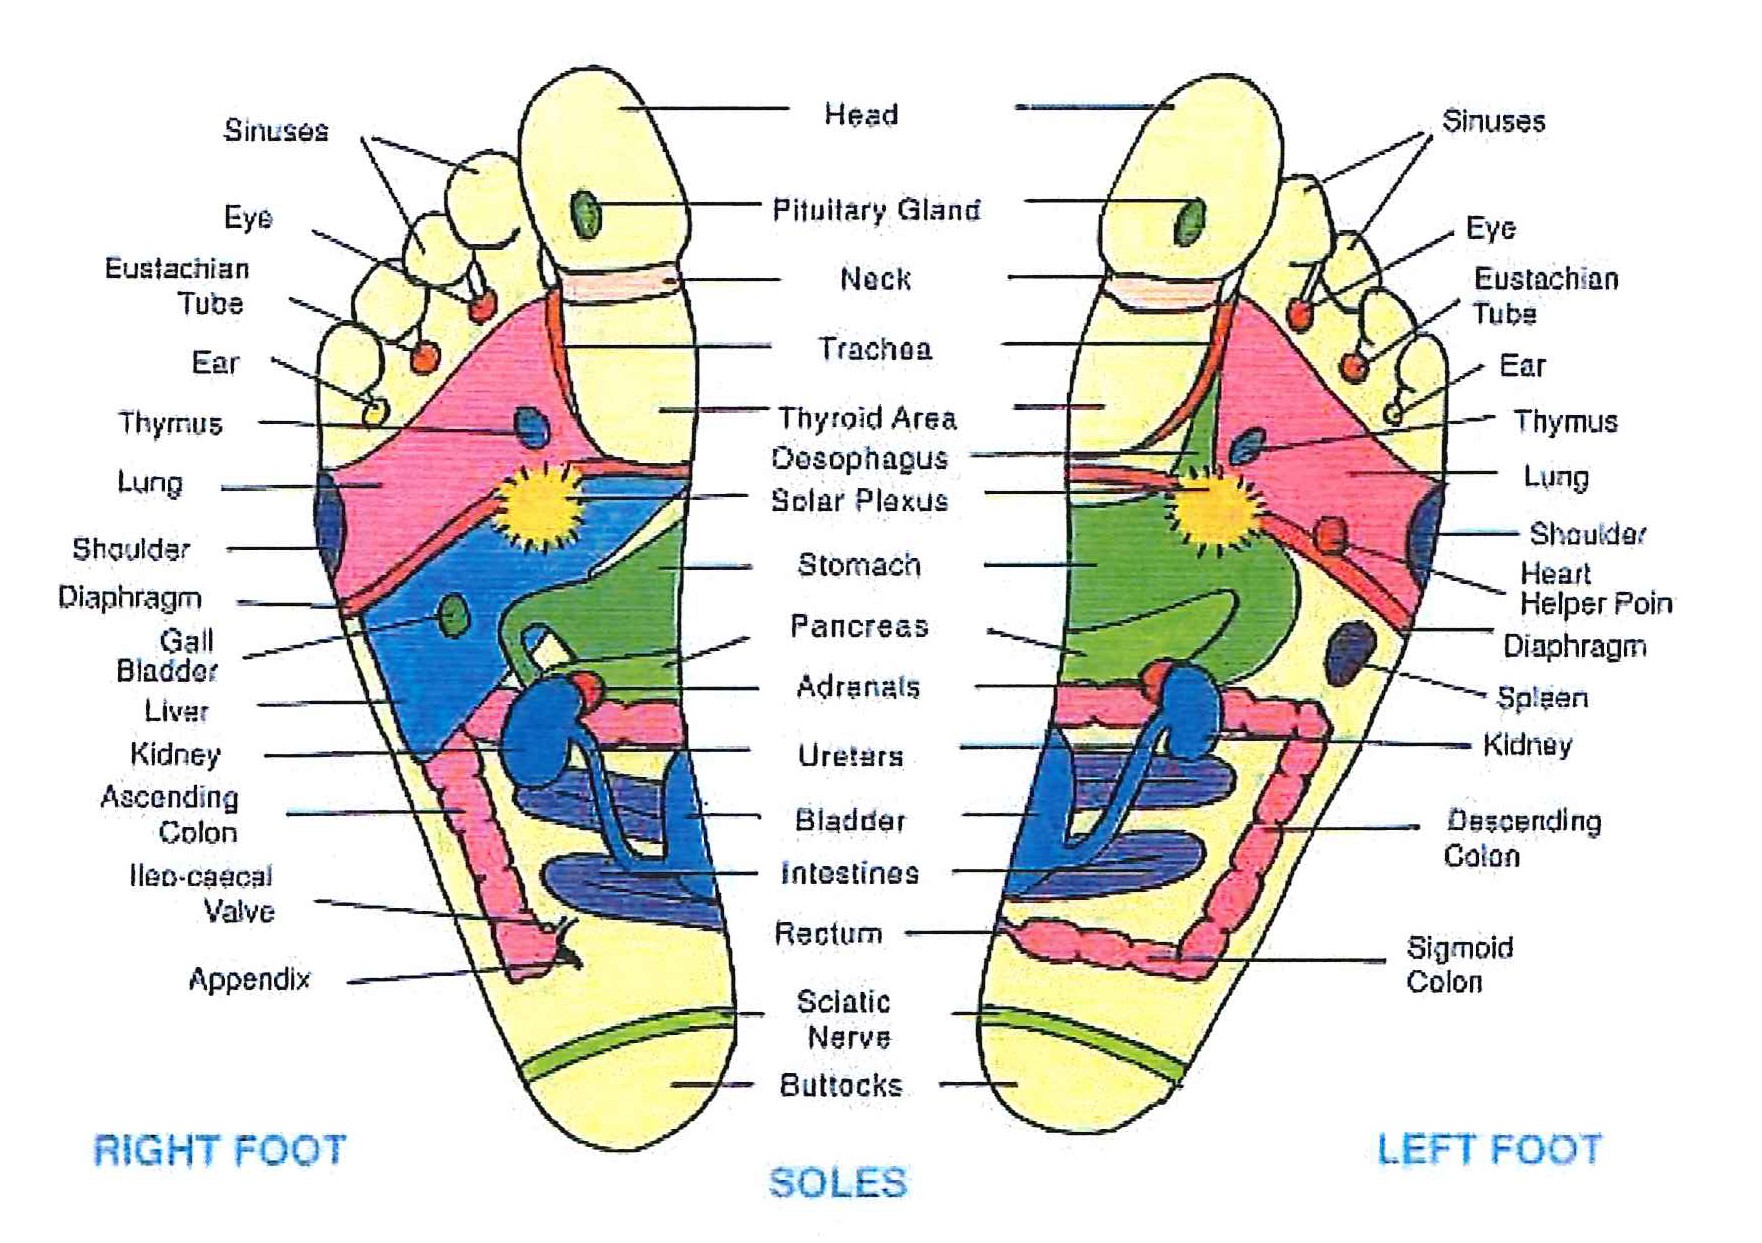 Sinuses
Eye
Eustachian
Tube
Ear
Thymus
Lung
Shoulder
Diaphragm
Gall
Bladder
Liver
Kidney
Ascending
Colon
Ileo-caecal
Valve
Appendix
Head
Pituitary Gland
Neck
Trachea
Thyroid Area
Oesophagus
Solar Plexus
Stomach
Pancreas
Adrenals
Ureters
Bladder
Intestines
Rectum
Sciatic
Nerve
Buttocks
Sinuses
Eye
Eustachian
Tube
Ear
Thymus
Lung
Shoulder
Heart
Helper Poin
Diaphragm
Spleen
Kidney
Descending
Colon
Sigmoid
Colon
RIGHT FOOT
SOLES
LEFT FOOT